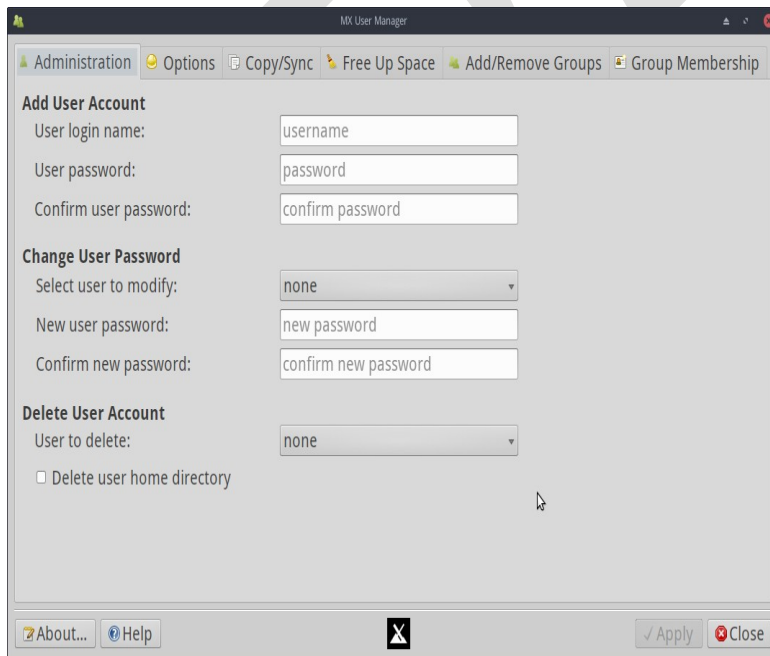 MX User Manager
Administration Options Copy/Sync Free Up Space Add/Remove Groups Group Membership
Add User Account
User login name: username
User password: password
Confirm user password: confirm password
Change User Password
Select user to modify: none
New user password: new password
Confirm new password: confirm new password
Delete User Account
User to delete: none
Delete user home directory
About... Help Apply Close